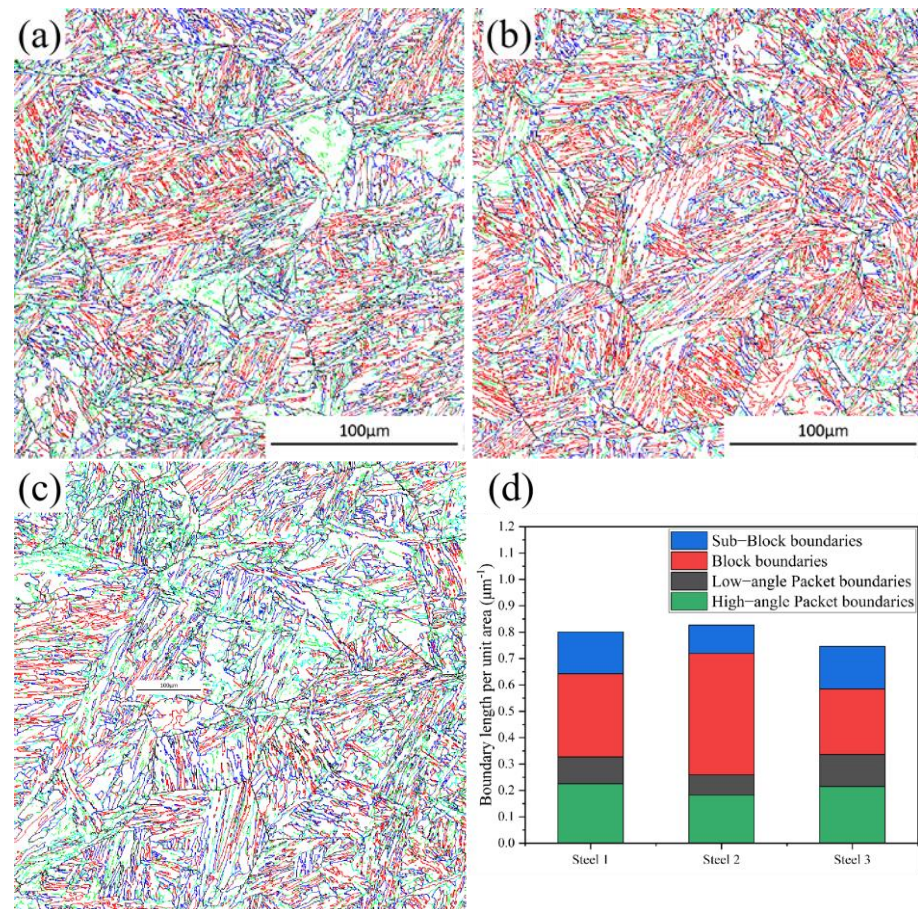 (a)
100µm
(b)
100µm
(c)
100µm
(d)
Boundary length per unit area (µm⁻¹)
1.2
1.1
1.0
0.9
0.8
0.7
0.6
0.5
0.4
0.3
0.2
0.1
0.0
Sub−Block boundaries
Block boundaries
Low−angle Packet boundaries
High−angle Packet boundaries
Steel 1 Steel 2 Steel 3